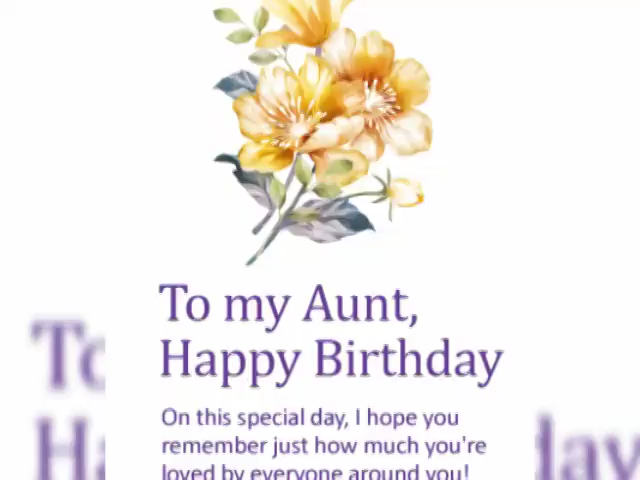 To my Aunt,
Happy Birthday
On this special day, I hope you
remember just how much you're
loved by everyone around you!